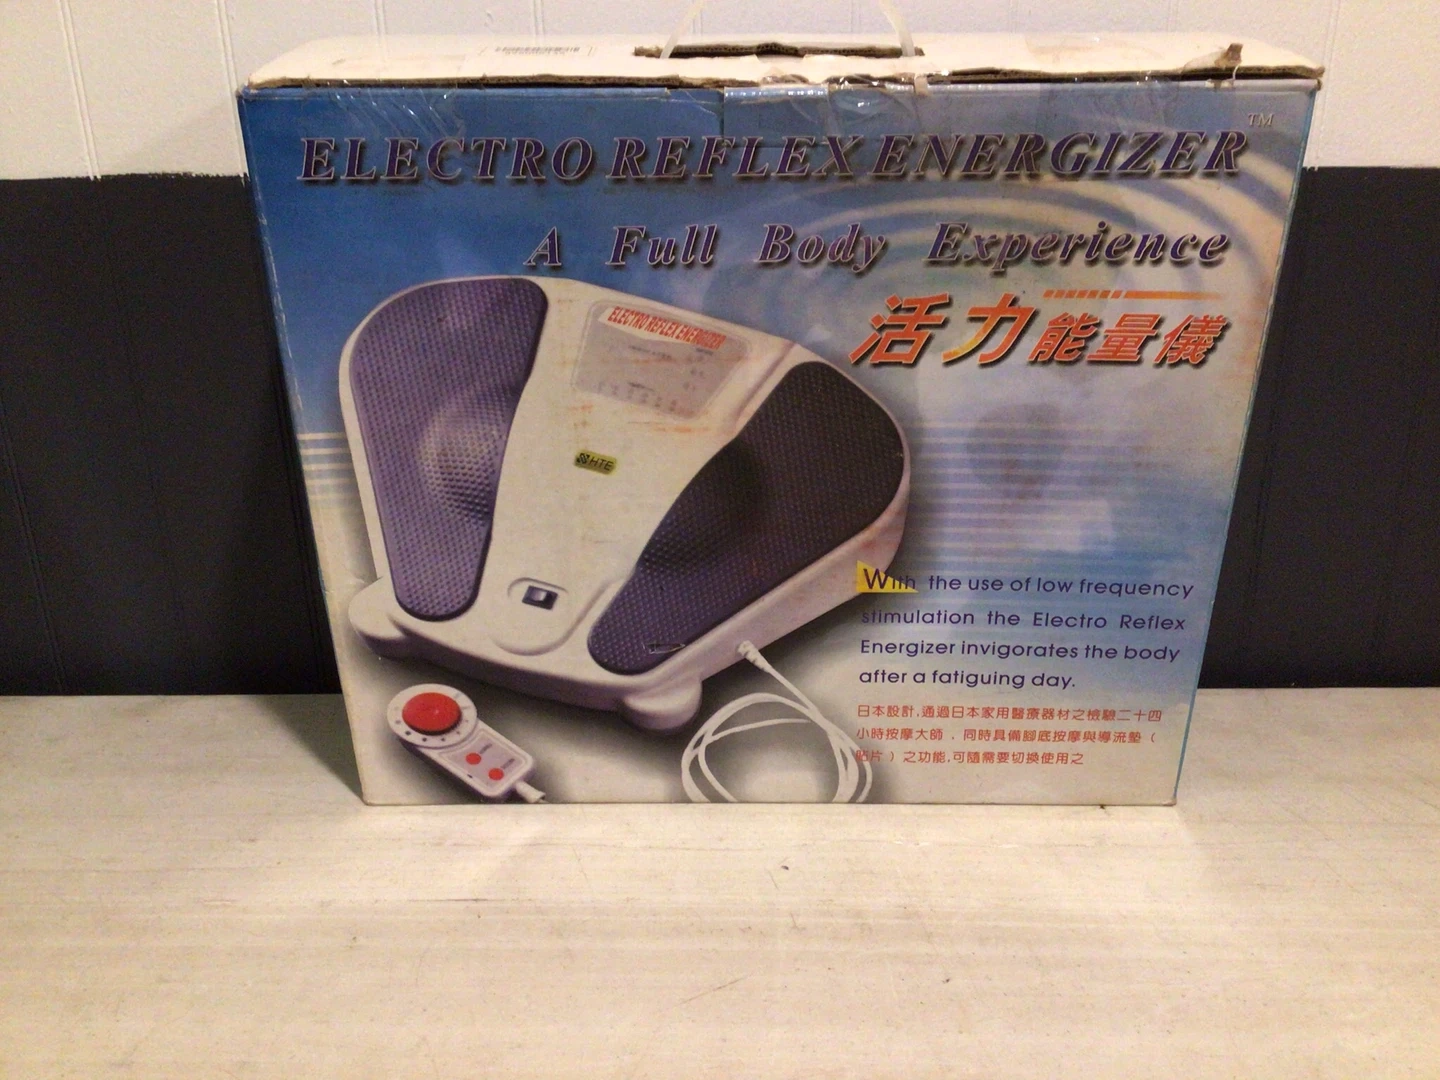 ELECTRO REFLEX ENERGIZER TM
A Full Body Experience
活力能量儀
ELECTRO REFLEX ENERGIZER
HTE
With the use of low frequency
stimulation the Electro Reflex
Energizer invigorates the body
after a fatiguing day.
日本設計,通過日本家用醫療器材之檢驗二十四
小時按摩大師，同時具備腳底按摩與導流墊（
貼片）之功能,可隨需要切換使用之